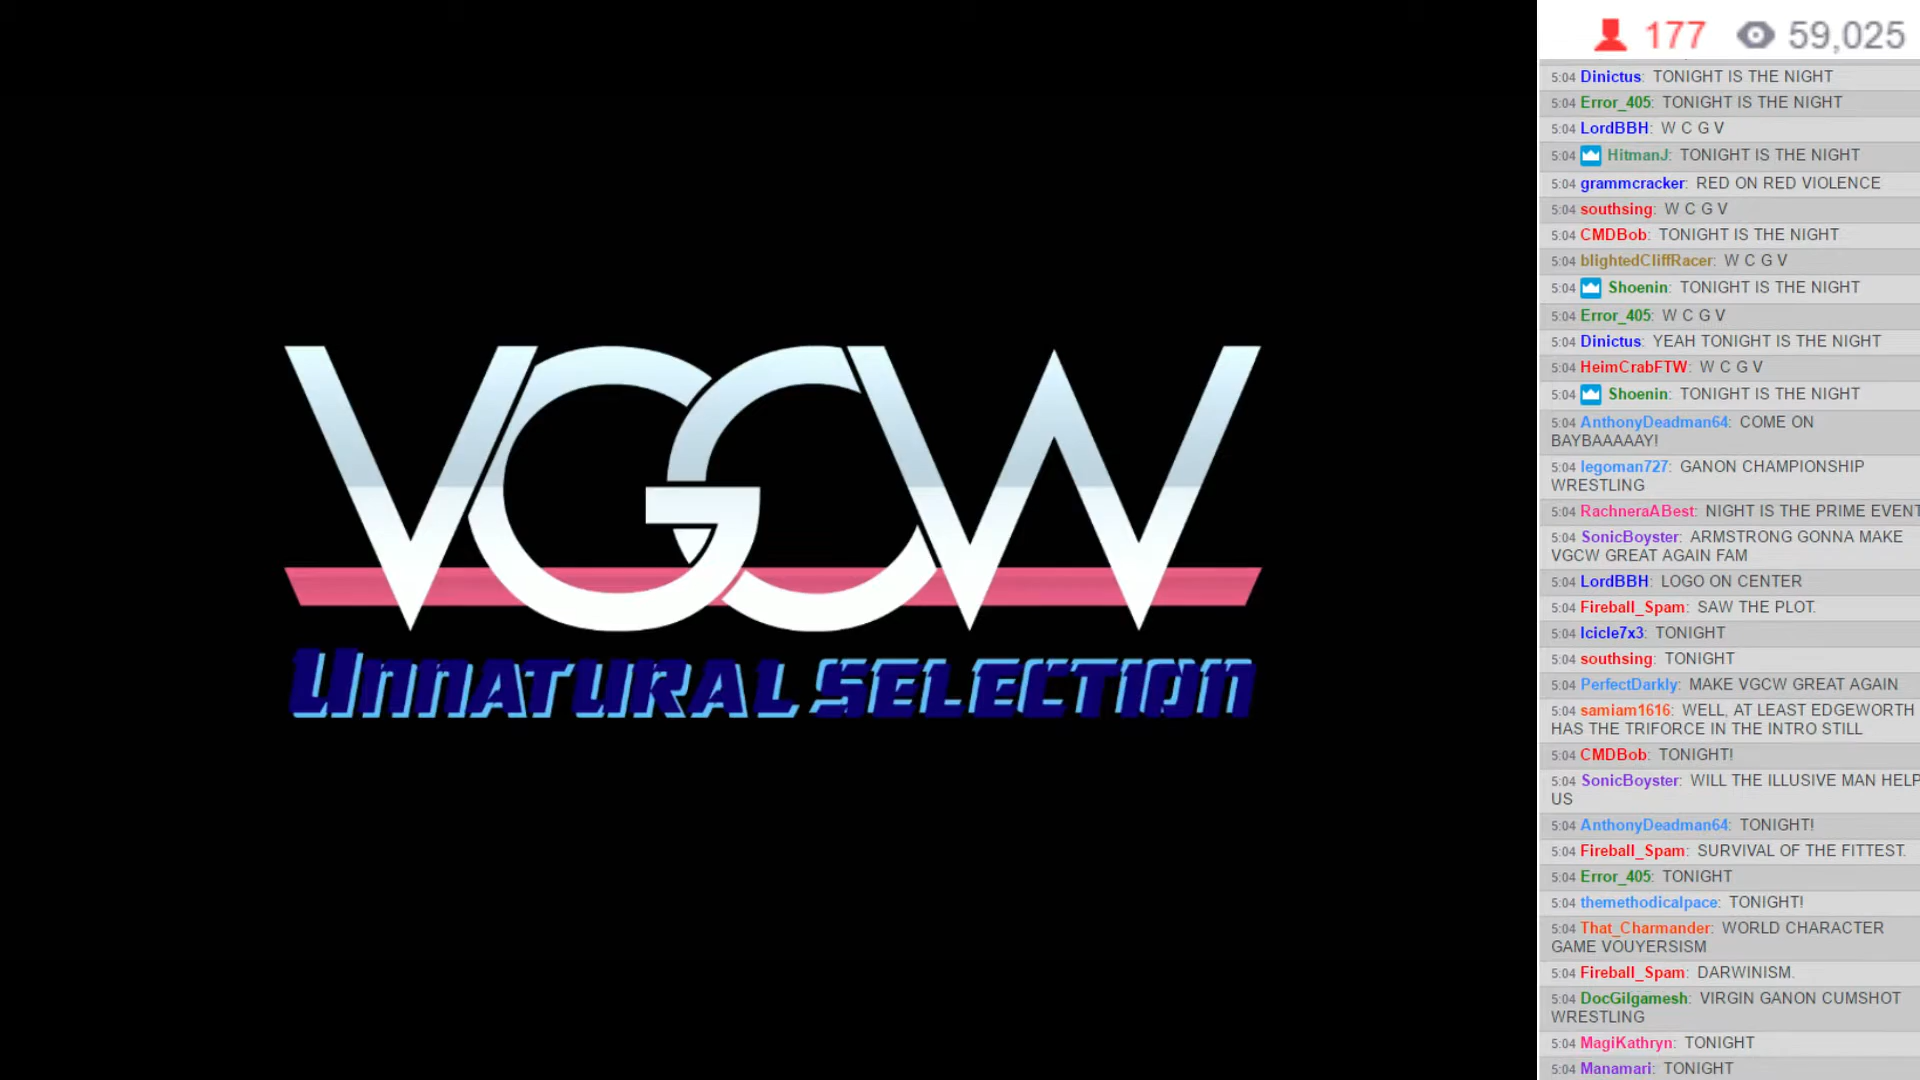 VGCW
UNNATURAL SELECTION
177 59,025
5:04 Dinictus: TONIGHT IS THE NIGHT
5:04 Error_405: TONIGHT IS THE NIGHT
5:04 LordBBH: W C G V
5:04 HitmanJ: TONIGHT IS THE NIGHT
5:04 grammcracker: RED ON RED VIOLENCE
5:04 southsing: W C G V
5:04 CMDBob: TONIGHT IS THE NIGHT
5:04 blightedCliffRacer: W C G V
5:04 Shoenin: TONIGHT IS THE NIGHT
5:04 Error_405: W C G V
5:04 Dinictus: YEAH TONIGHT IS THE NIGHT
5:04 HeimCrabFTW: W C G V
5:04 Shoenin: TONIGHT IS THE NIGHT
5:04 AnthonyDeadman64: COME ON
BAYBAAAAAY!
5:04 legoman727: GANON CHAMPIONSHIP
WRESTLING
5:04 RachneraABest: NIGHT IS THE PRIME EVENT
5:04 SonicBoyster: ARMSTRONG GONNA MAKE
VGCW GREAT AGAIN FAM
5:04 LordBBH: LOGO ON CENTER
5:04 Fireball_Spam: SAW THE PLOT.
5:04 Icicle7x3: TONIGHT
5:04 southsing: TONIGHT
5:04 PerfectDarkly: MAKE VGCW GREAT AGAIN
5:04 samiam1616: WELL, AT LEAST EDGEWORTH
HAS THE TRIFORCE IN THE INTRO STILL
5:04 CMDBob: TONIGHT!
5:04 SonicBoyster: WILL THE ILLUSIVE MAN HELP
US
5:04 AnthonyDeadman64: TONIGHT!
5:04 Fireball_Spam: SURVIVAL OF THE FITTEST.
5:04 Error_405: TONIGHT
5:04 themethodicalpace: TONIGHT!
5:04 That_Charmander: WORLD CHARACTER
GAME VOUYERSISM
5:04 Fireball_Spam: DARWINISM.
5:04 DocGilgamesh: VIRGIN GANON CUMSHOT
WRESTLING
5:04 MagiKathryn: TONIGHT
5:04 Manamari: TONIGHT